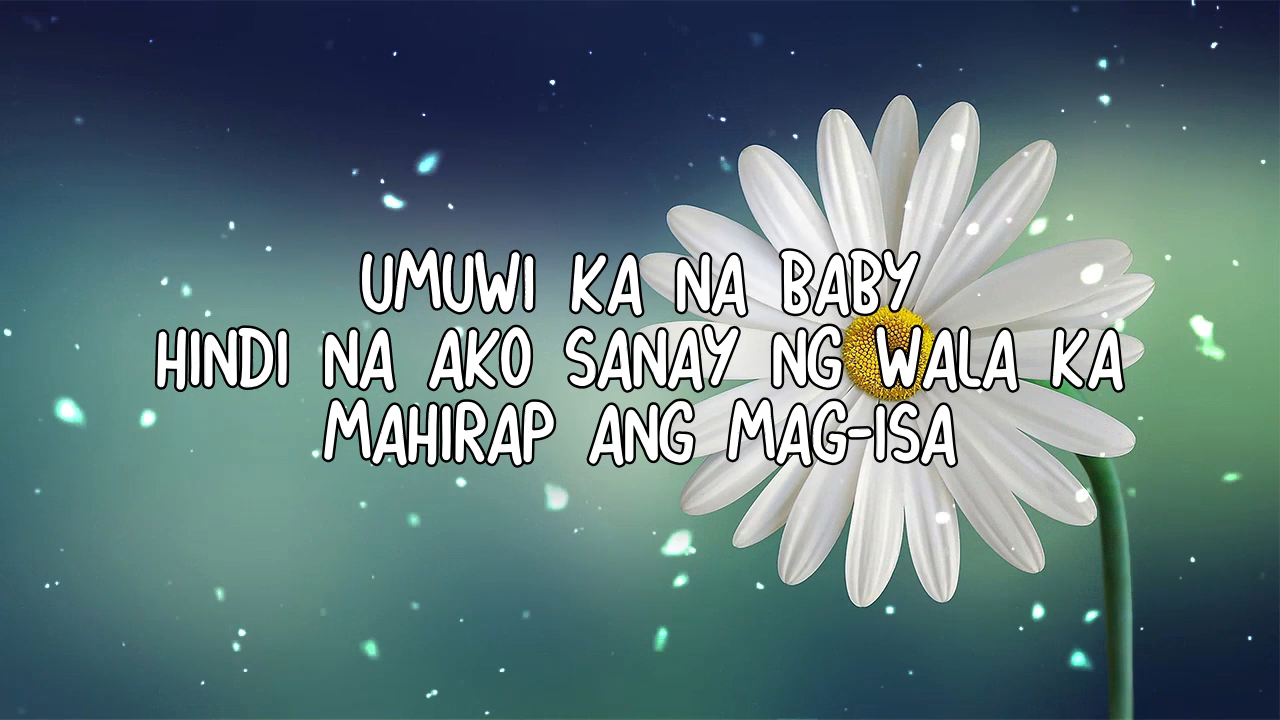 UMUWI KA NA BABY
HINDI NA AKO SANAY NG WALA KA
MAHIRAP ANG MAG-ISA